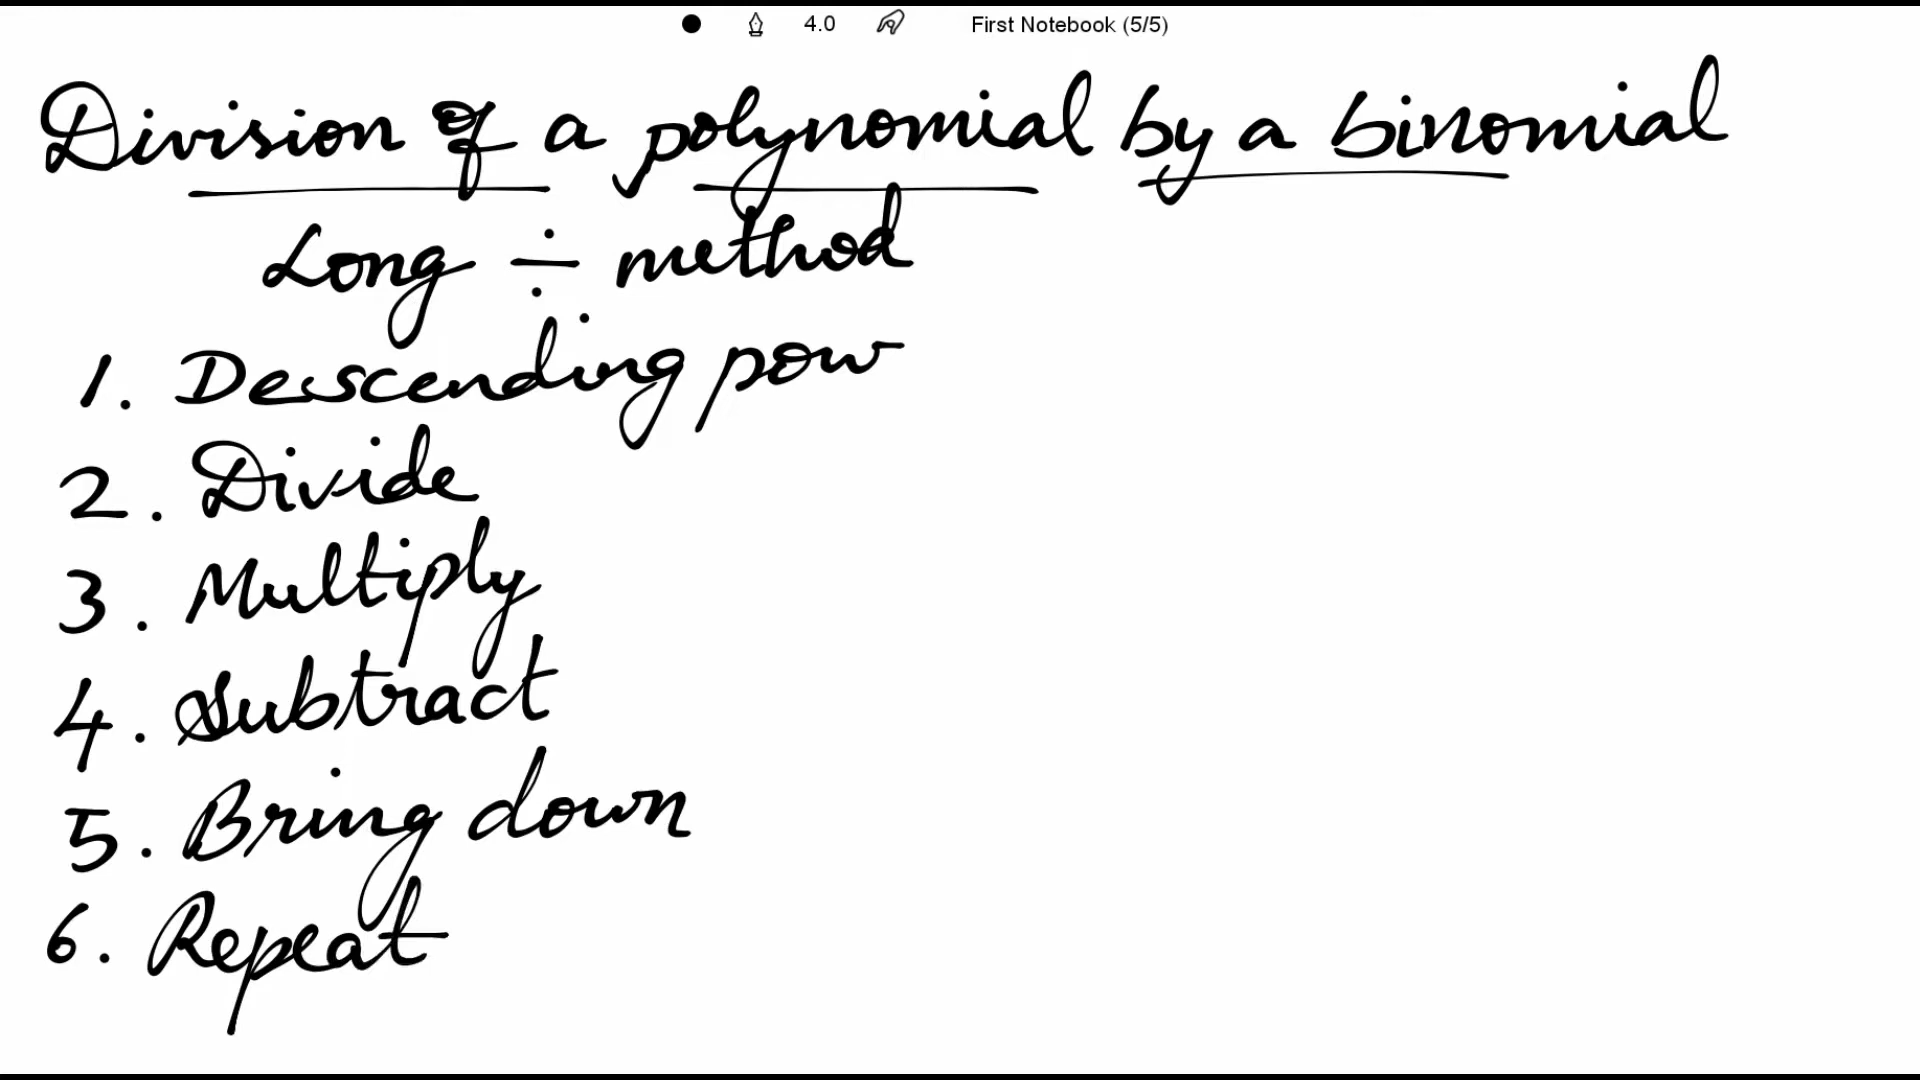 4.0 First Notebook (5/5)
Division of a polynomial by a binomial
Long ÷ method
1. Descending pow
2. Divide
3. Multiply
4. Subtract
5. Bring down
6. Repeat